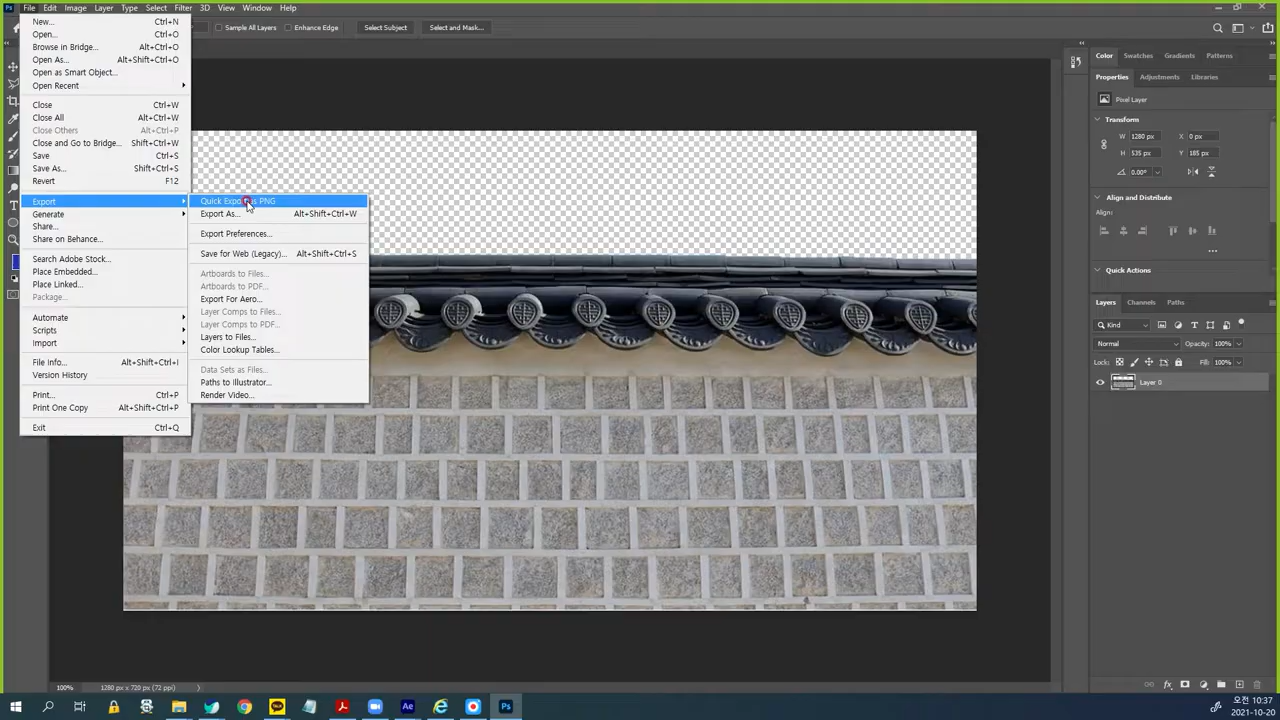 File Edit Image Layer Type Select Filter 3D View Window Help
Sample All Layers Enhance Edge Select Subject Select and Mask...
New... Ctrl+N
Open... Ctrl+O
Browse in Bridge... Alt+Ctrl+O
Open As... Alt+Shift+Ctrl+O
Open as Smart Object...
Open Recent
Close Ctrl+W
Close All Alt+Ctrl+W
Close Others Alt+Ctrl+P
Close and Go to Bridge... Shift+Ctrl+W
Save Ctrl+S
Save As... Shift+Ctrl+S
Revert F12
Export
Generate
Share...
Share on Behance...
Search Adobe Stock...
Place Embedded...
Place Linked...
Package...
Automate
Scripts
Import
File Info... Alt+Shift+Ctrl+I
Version History
Print... Ctrl+P
Print One Copy Alt+Shift+Ctrl+P
Exit Ctrl+Q
Quick Export as PNG
Export As... Alt+Shift+Ctrl+W
Export Preferences...
Save for Web (Legacy)... Alt+Shift+Ctrl+S
Artboards to Files...
Artboards to PDF...
Export For Aero...
Layer Comps to Files...
Layer Comps to PDF...
Layers to Files...
Color Lookup Tables...
Data Sets as Files...
Paths to Illustrator...
Render Video...
Color Swatches Gradients Patterns
Properties Adjustments Libraries
Pixel Layer
Transform
W 1280 px X 0 px
H 535 px Y 185 px
0.00°
Align and Distribute
Align:
Quick Actions
Layers Channels Paths
Kind
Normal Opacity: 100%
Lock: Fill: 100%
Layer 0
100% 1280 px x 720 px (72 ppi)
Ps
TALK
Ae
Ps
오전 10:37
2021-10-20